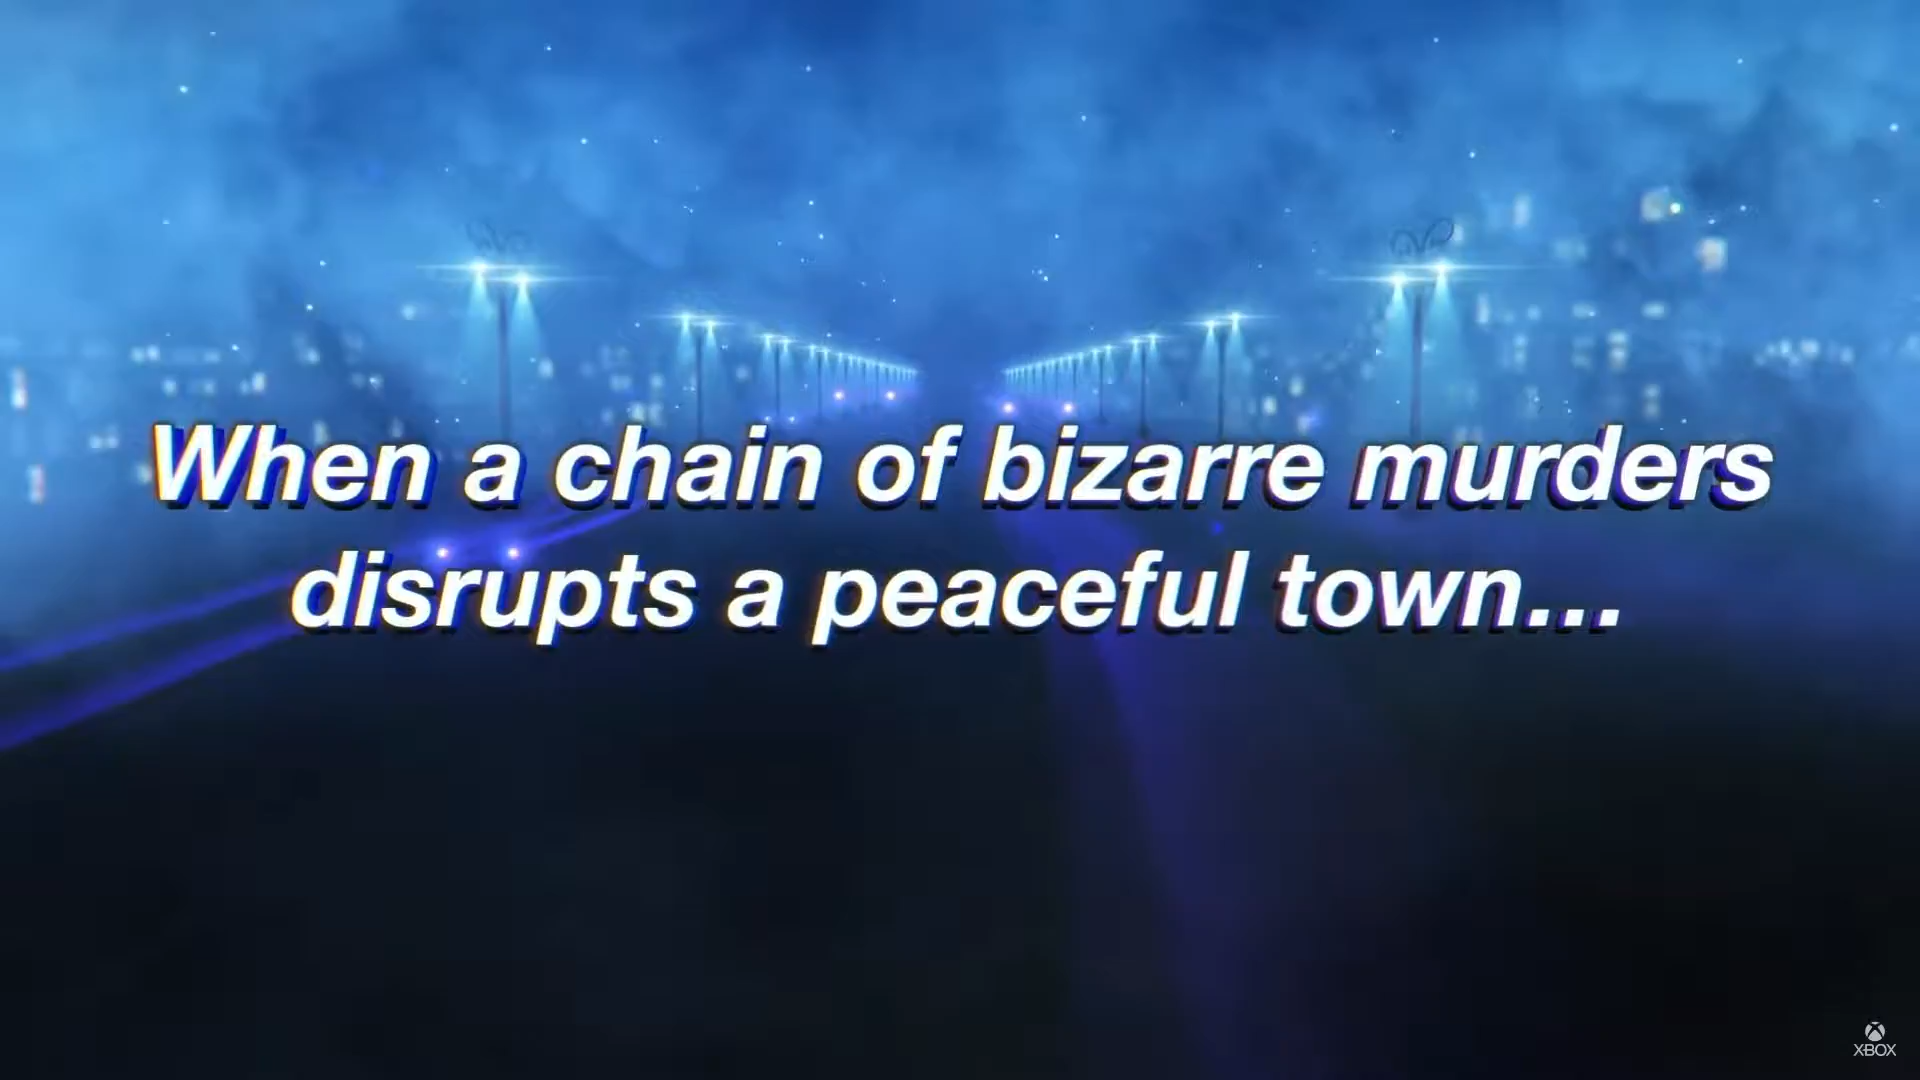 When a chain of bizarre murders
disrupts a peaceful town...
XBOX